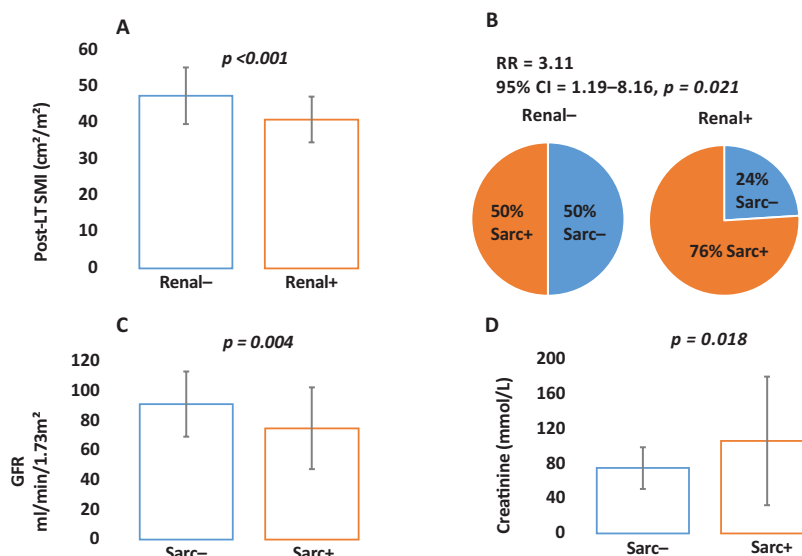 A
p <0.001
Post-LT SMI (cm²/m²)
60
50
40
30
20
10
0
Renal–
Renal+
B
RR = 3.11
95% CI = 1.19–8.16, p = 0.021
Renal–
Renal+
50%
Sarc+
50%
Sarc–
24%
Sarc–
76% Sarc+
C
p = 0.004
GFR
ml/min/1.73m²
120
100
80
60
40
20
0
Sarc–
Sarc+
D
p = 0.018
Creatinine (mmol/L)
200
160
120
80
40
0
Sarc–
Sarc+